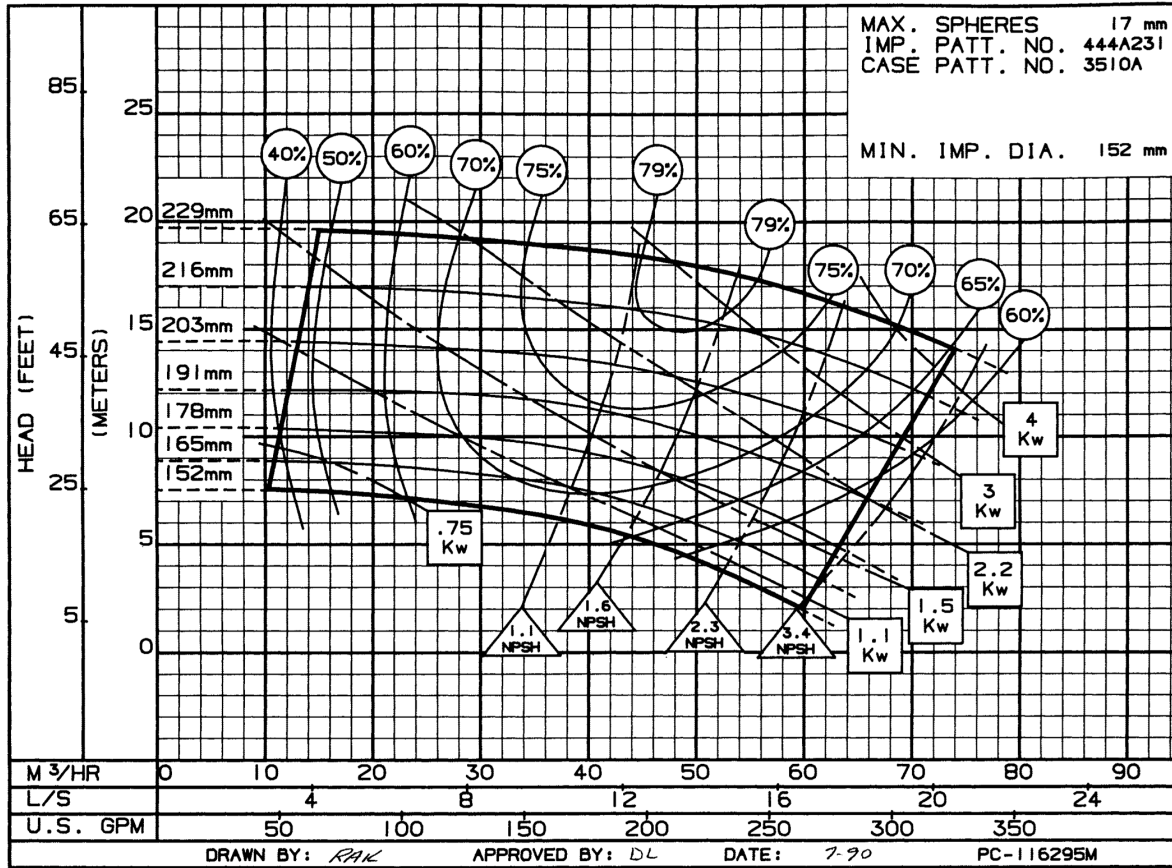 MAX. SPHERES 17 mm
IMP. PATT. NO. 444A231
CASE PATT. NO. 3510A
MIN. IMP. DIA. 152 mm
HEAD (FEET)
85
65
45
25
5
(METERS)
25
20
15
10
5
0
40%
50%
60%
70%
75%
79%
79%
75%
70%
65%
60%
229mm
216mm
203mm
191mm
178mm
165mm
152mm
.75
Kw
4
Kw
3
Kw
2.2
Kw
1.5
Kw
1.1
Kw
1.1
NPSH
1.6
NPSH
2.3
NPSH
3.4
NPSH
M³/HR 0 10 20 30 40 50 60 70 80 90
L/S 4 8 12 16 20 24
U.S. GPM 50 100 150 200 250 300 350
DRAWN BY: RAK APPROVED BY: DL DATE: 7-90 PC-116295M